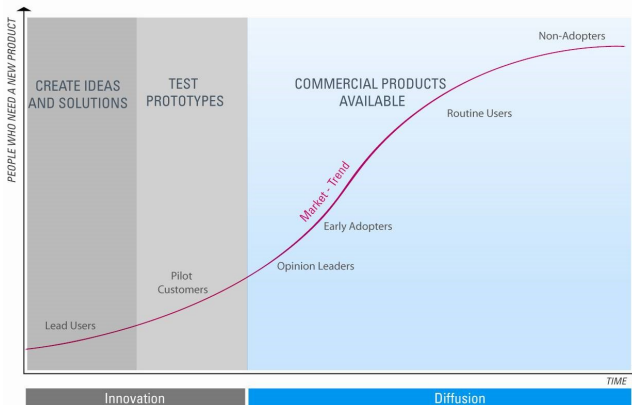 PEOPLE WHO NEED A NEW PRODUCT
CREATE IDEAS
AND SOLUTIONS
TEST
PROTOTYPES
COMMERCIAL PRODUCTS
AVAILABLE
Non-Adopters
Routine Users
Market - Trend
Early Adopters
Opinion Leaders
Pilot
Customers
Lead Users
TIME
Innovation
Diffusion